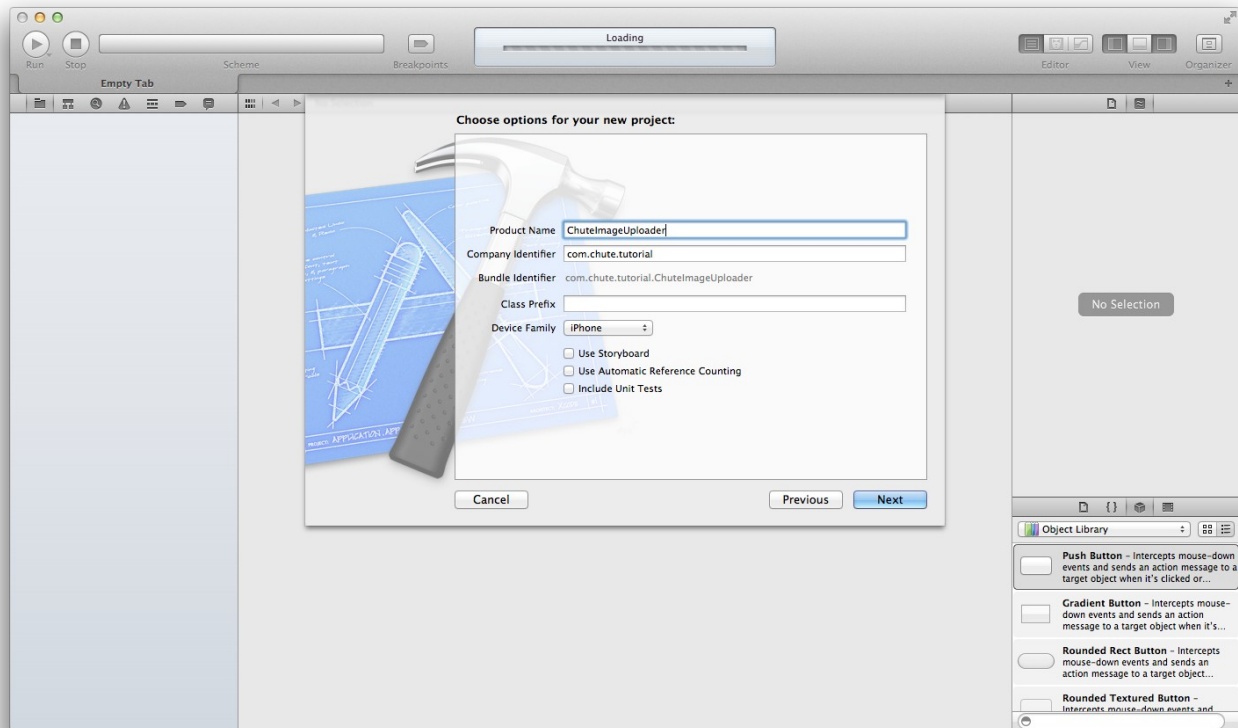 Loading
Run
Stop
Scheme
Breakpoints
Editor
View
Organizer
Empty Tab
Choose options for your new project:
Product Name ChuteImageUploader
Company Identifier com.chute.tutorial
Bundle Identifier com.chute.tutorial.ChuteImageUploader
Class Prefix
Device Family iPhone
Use Storyboard
Use Automatic Reference Counting
Include Unit Tests
Cancel
Previous
Next
No Selection
{}
Object Library
Push Button – Intercepts mouse-down
events and sends an action message to a
target object when it's clicked or...
Gradient Button – Intercepts mouse-
down events and sends an action
message to a target object when it's...
Rounded Rect Button – Intercepts
mouse-down events and sends an
action message to a target object...
Rounded Textured Button –
Intercepts mouse-down events and